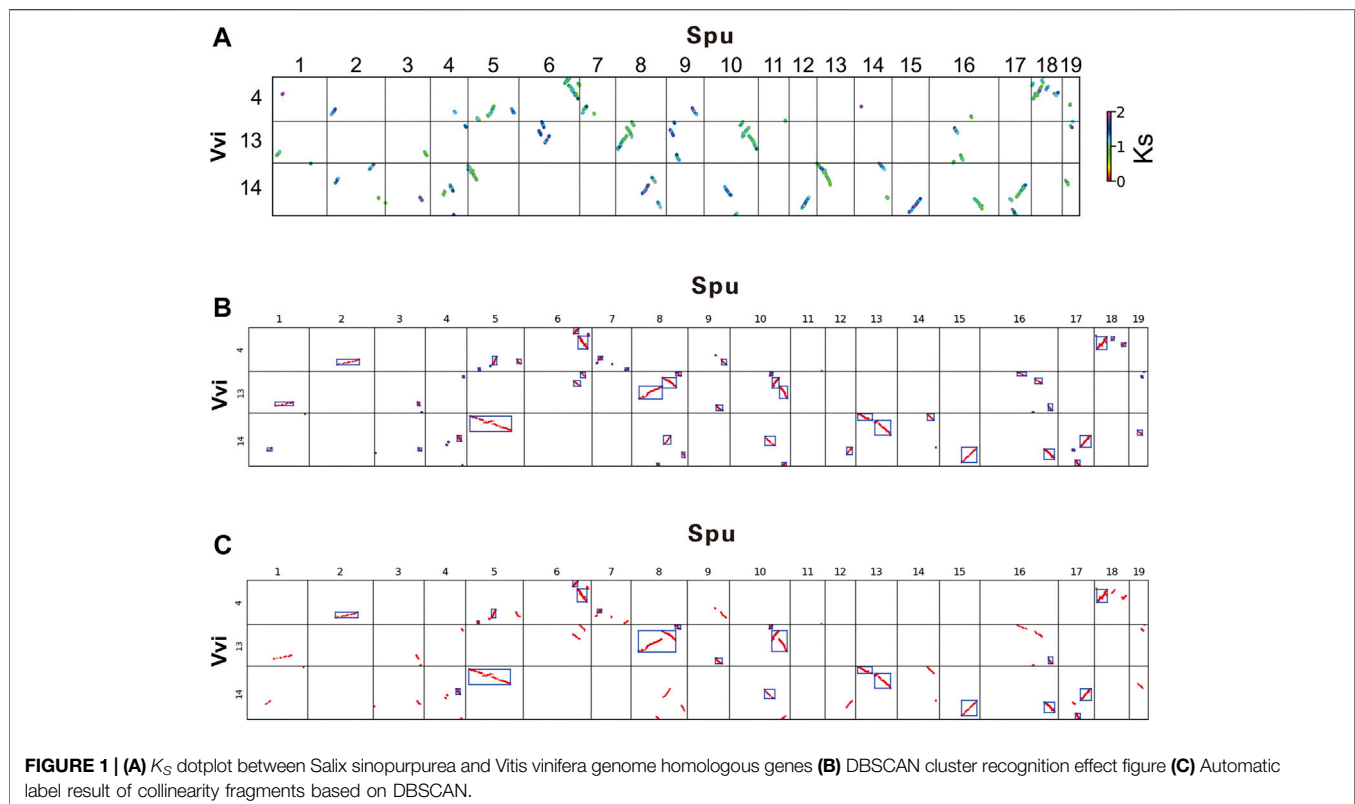 A
Spu
1 2 3 4 5 6 7 8 9 10 11 12 13 14 15 16 17 18 19
4
13
14
Vvi
2
1
0
Ks
B
Spu
1 2 3 4 5 6 7 8 9 10 11 12 13 14 15 16 17 18 19
4
13
14
Vvi
C
Spu
1 2 3 4 5 6 7 8 9 10 11 12 13 14 15 16 17 18 19
4
13
14
Vvi
FIGURE 1 | (A) KS dotplot between Salix sinopurpurea and Vitis vinifera genome homologous genes (B) DBSCAN cluster recognition effect figure (C) Automatic
label result of collinearity fragments based on DBSCAN.